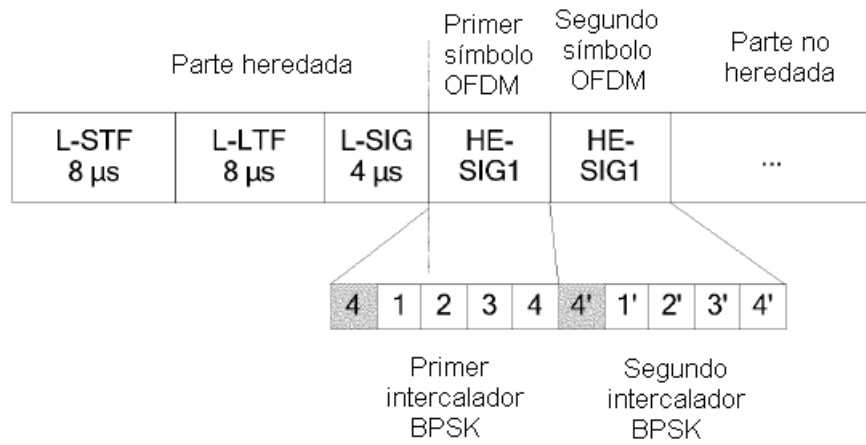 Parte heredada
Primer
símbolo
OFDM
Segundo
símbolo
OFDM
Parte no
heredada
L-STF
8 µs
L-LTF
8 µs
L-SIG
4 µs
HE-
SIG1
HE-
SIG1
...
4 1 2 3 4 4' 1' 2' 3' 4'
Primer
intercalador
BPSK
Segundo
intercalador
BPSK